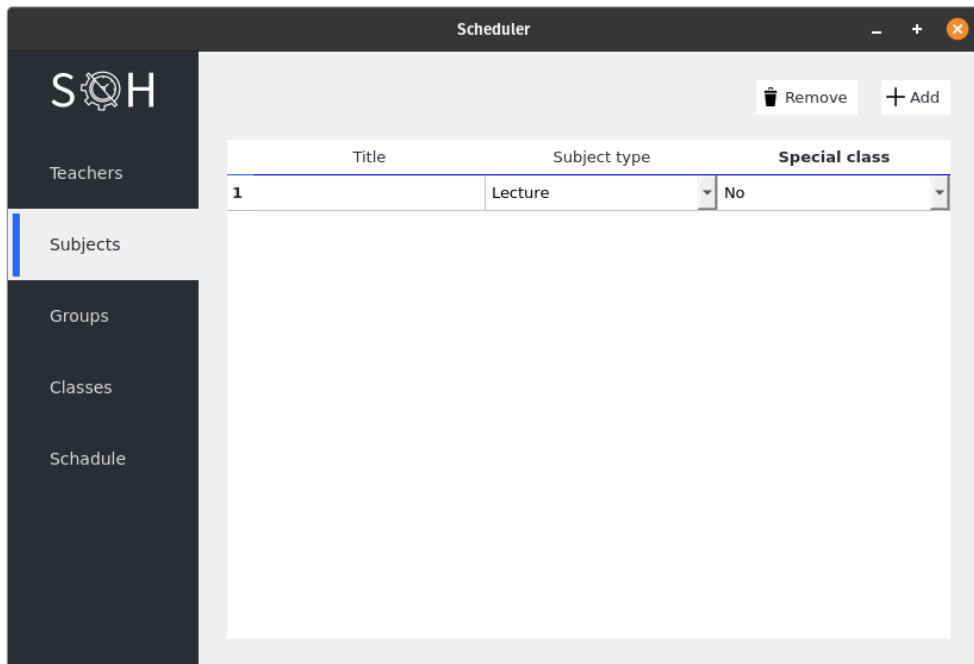 Scheduler
S H
Remove Add
Teachers
Title Subject type Special class
1 Lecture No
Subjects
Groups
Classes
Schadule